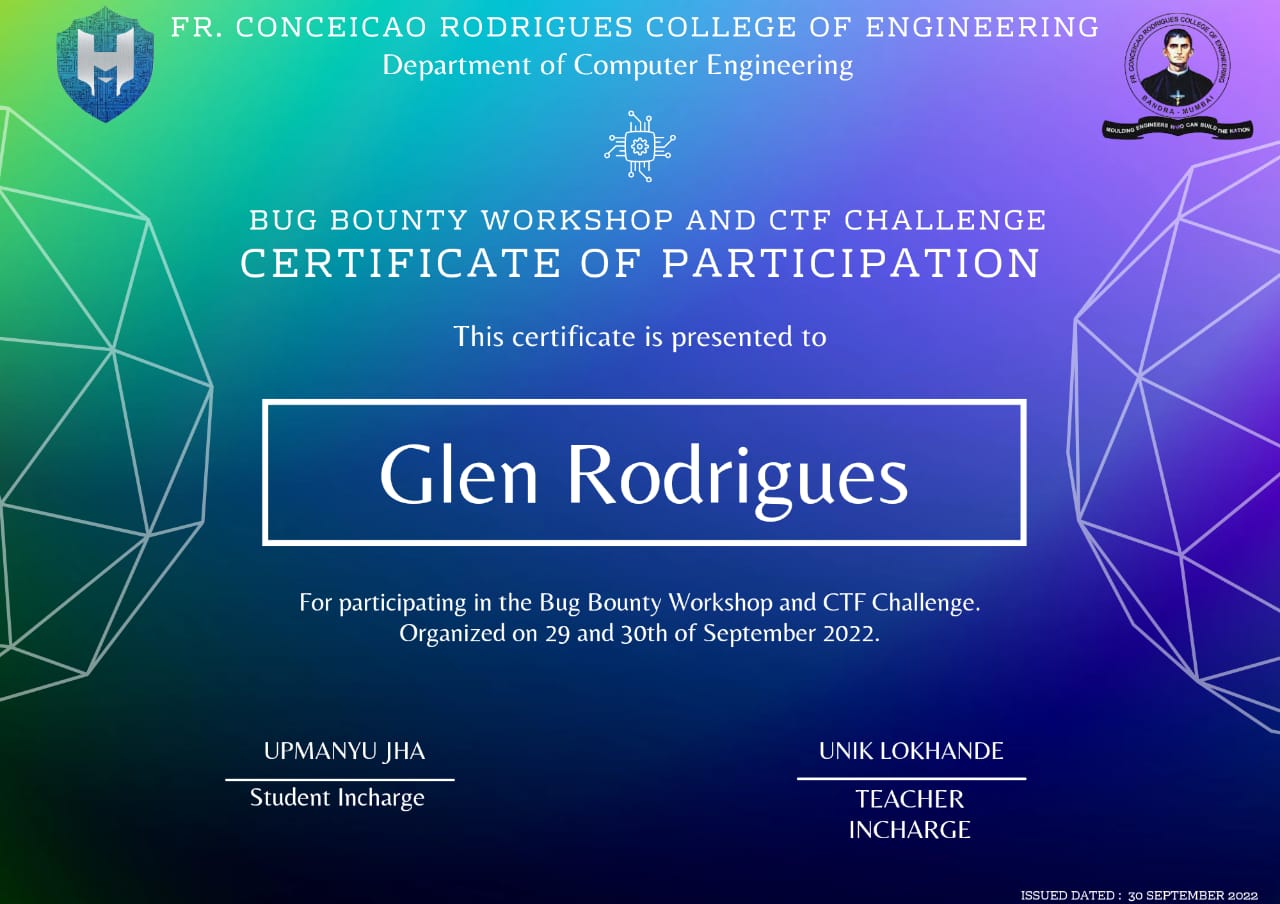 FR. CONCEICAO RODRIGUES COLLEGE OF ENGINEERING
Department of Computer Engineering
FR. CONCEICAO RODRIGUES COLLEGE OF ENGINEERING
BANDRA - MUMBAI
MOULDING ENGINEERS WHO CAN BUILD THE NATION
BUG BOUNTY WORKSHOP AND CTF CHALLENGE
CERTIFICATE OF PARTICIPATION
This certificate is presented to
Glen Rodrigues
For participating in the Bug Bounty Workshop and CTF Challenge.
Organized on 29 and 30th of September 2022.
UPMANYU JHA
Student Incharge
UNIK LOKHANDE
TEACHER
INCHARGE
ISSUED DATED : 30 SEPTEMBER 2022